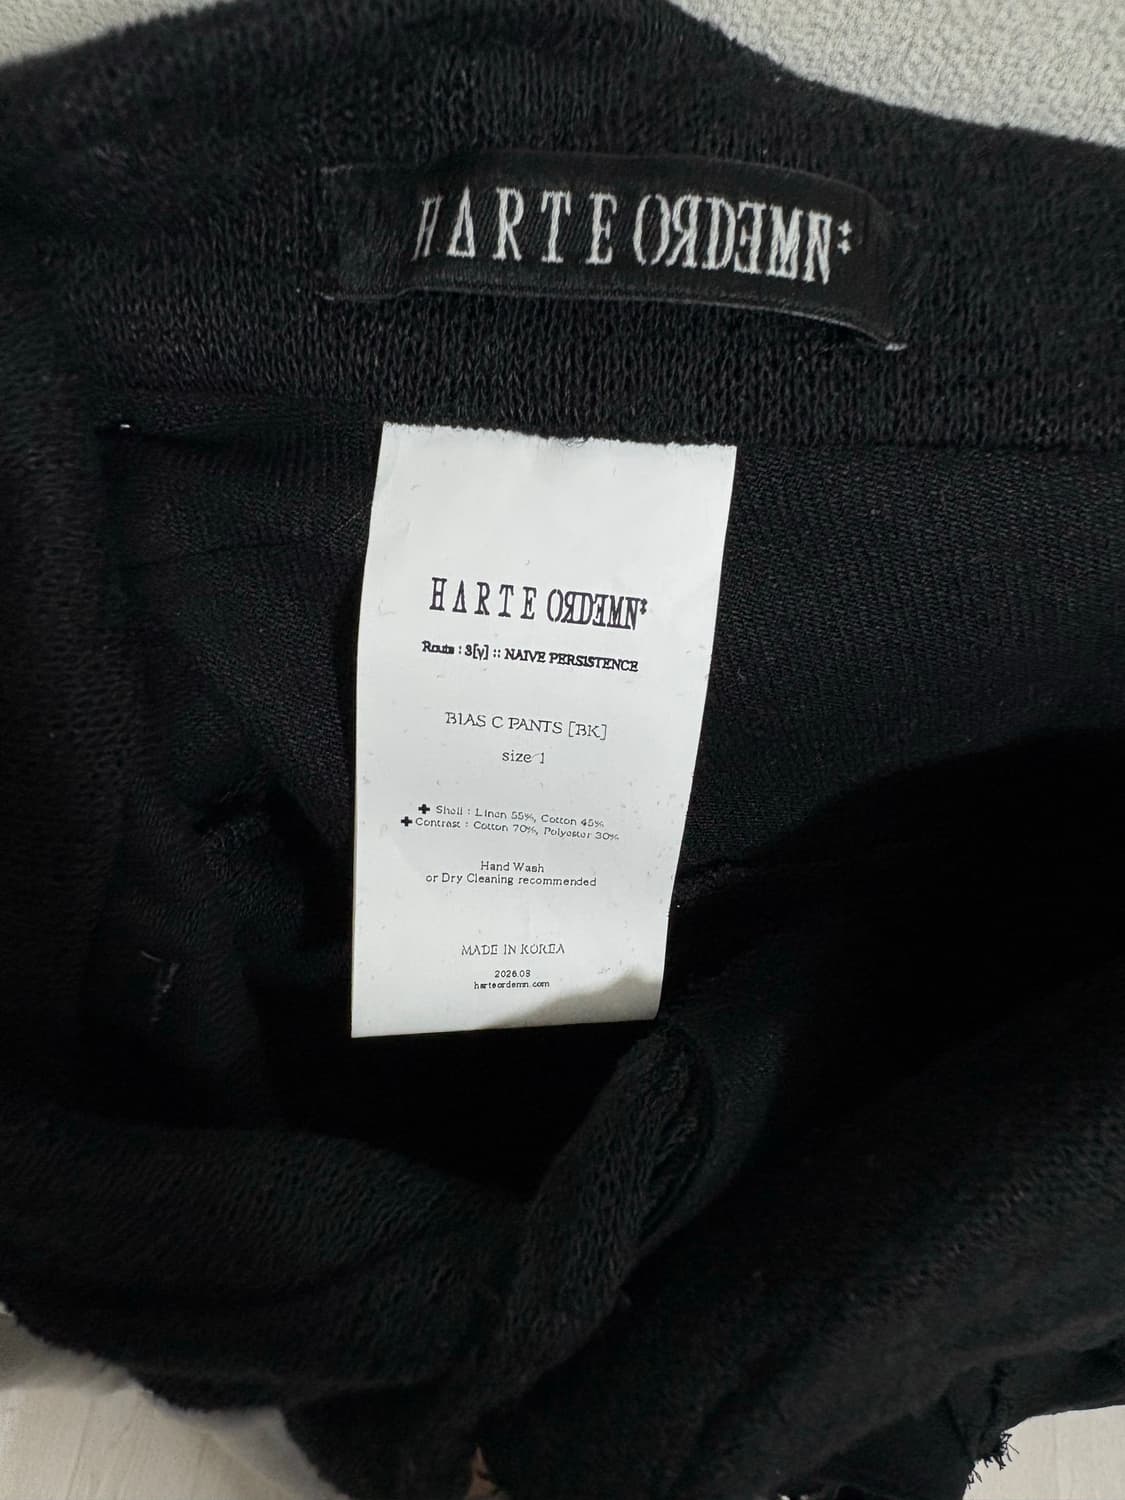 HARTE ORDEMN:
HARTE ORDEMN:
Route : 3[y] :: NAIVE PERSISTENCE
BIAS C PANTS [BK]
size 1
✚ Shell : Linen 55%, Cotton 45%
✚ Contrast : Cotton 70%, Polyester 30%
Hand Wash
or Dry Cleaning recommended
MADE IN KOREA
2026.03
harteordemn.com